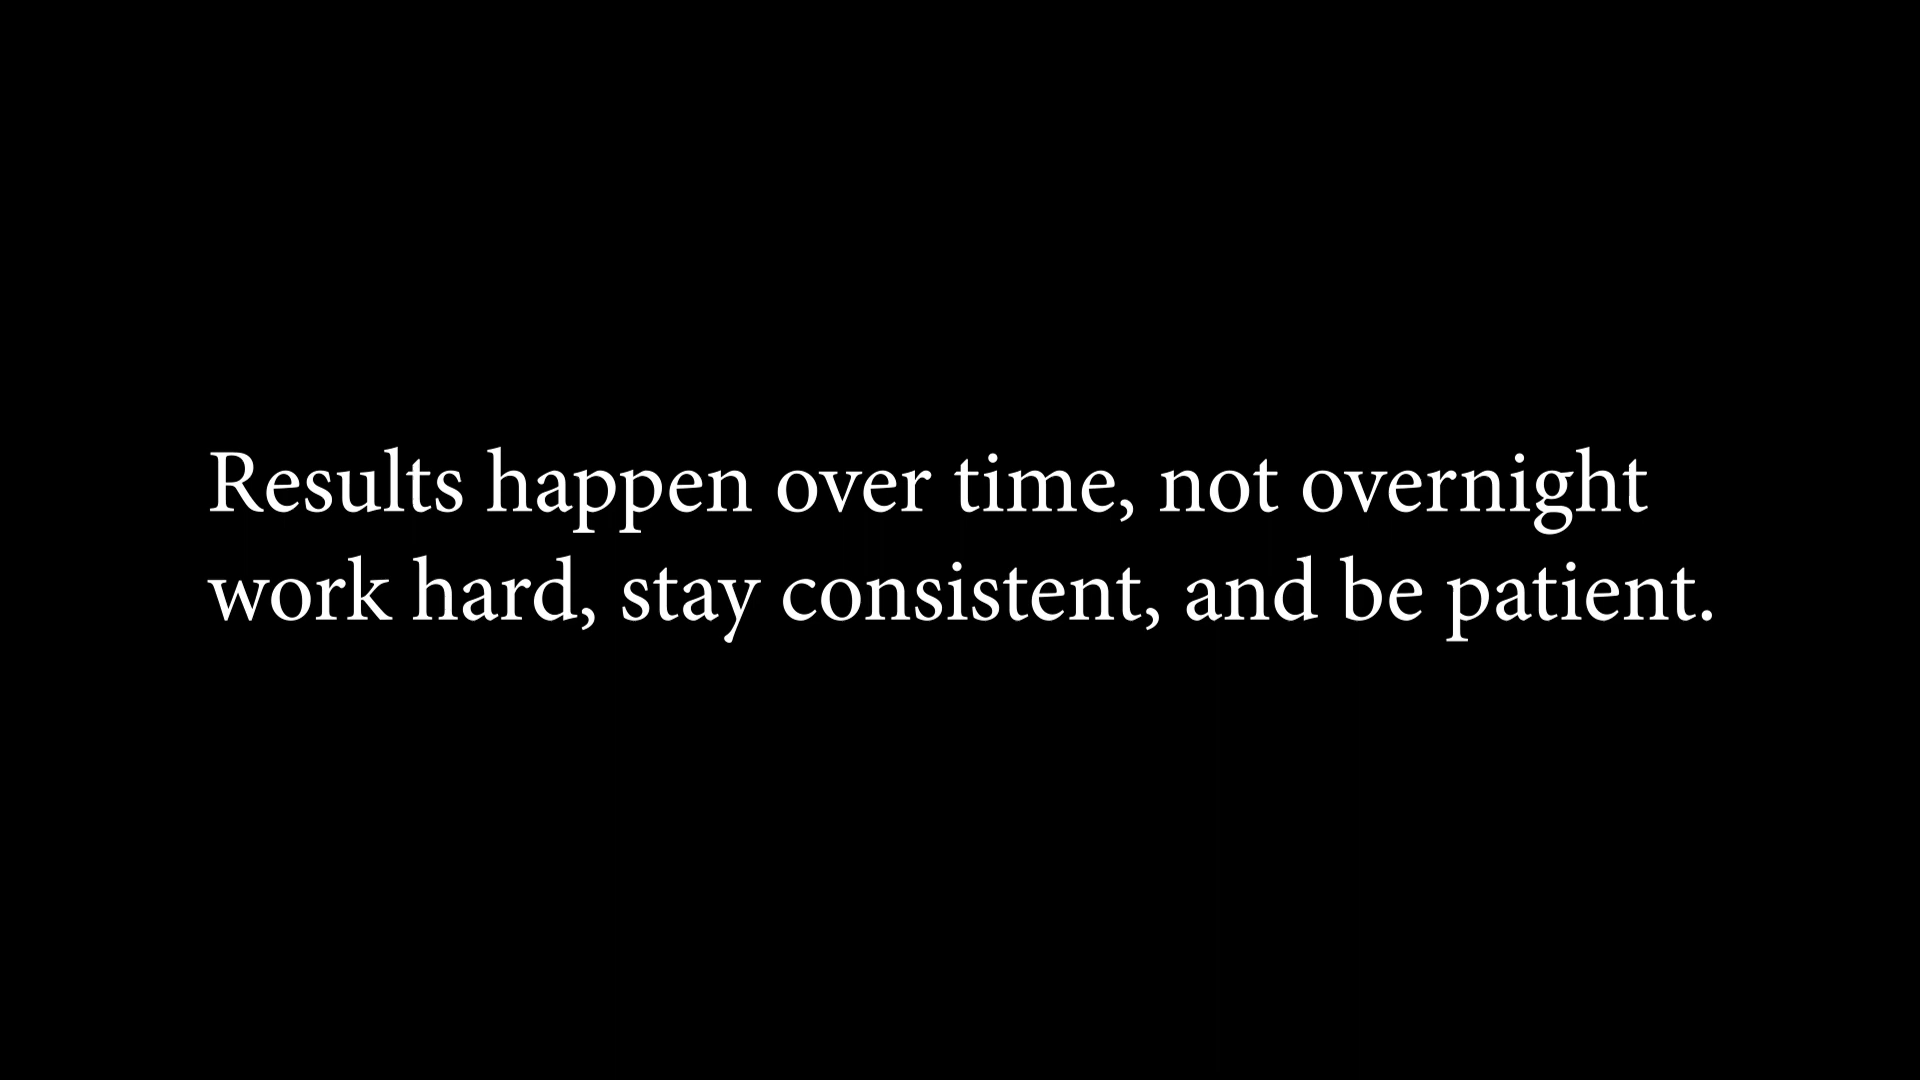 Results happen over time, not overnight
work hard, stay consistent, and be patient.